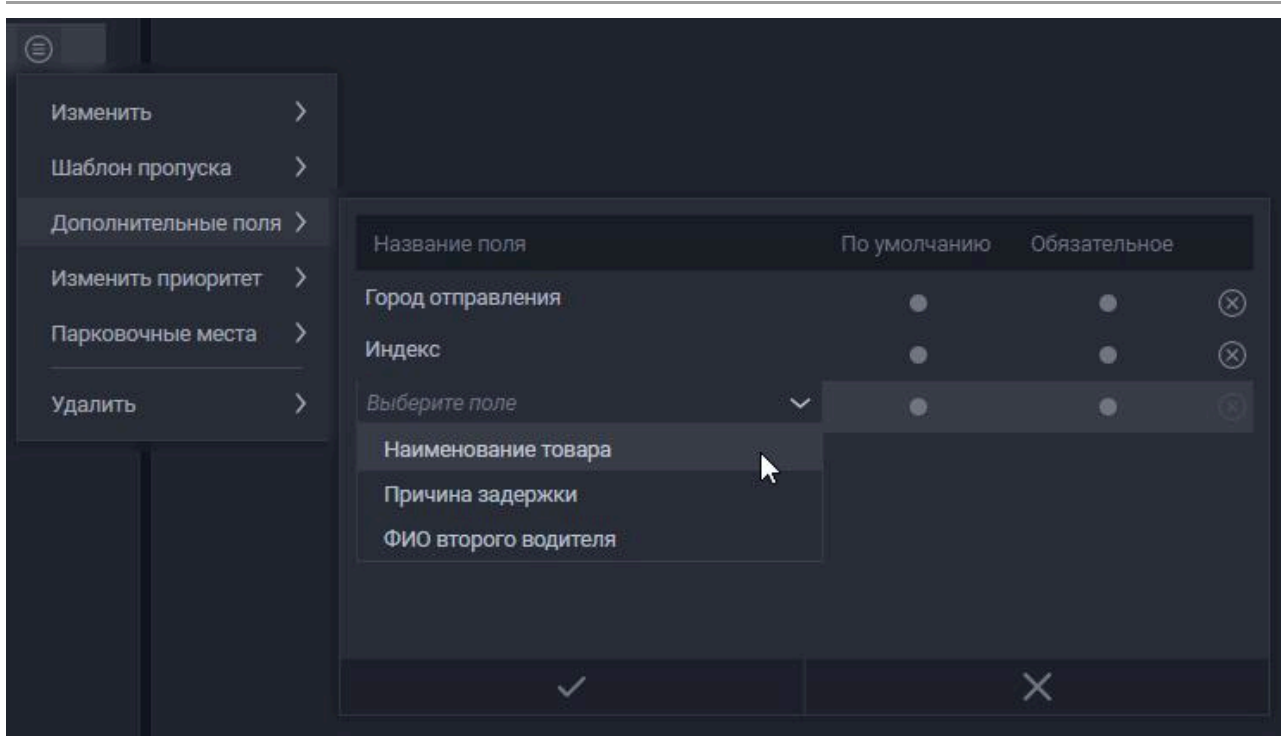 Изменить
Шаблон пропуска
Дополнительные поля
Изменить приоритет
Парковочные места
Удалить
Название поля По умолчанию Обязательное
Город отправления
Индекс
Выберите поле
Наименование товара
Причина задержки
ФИО второго водителя